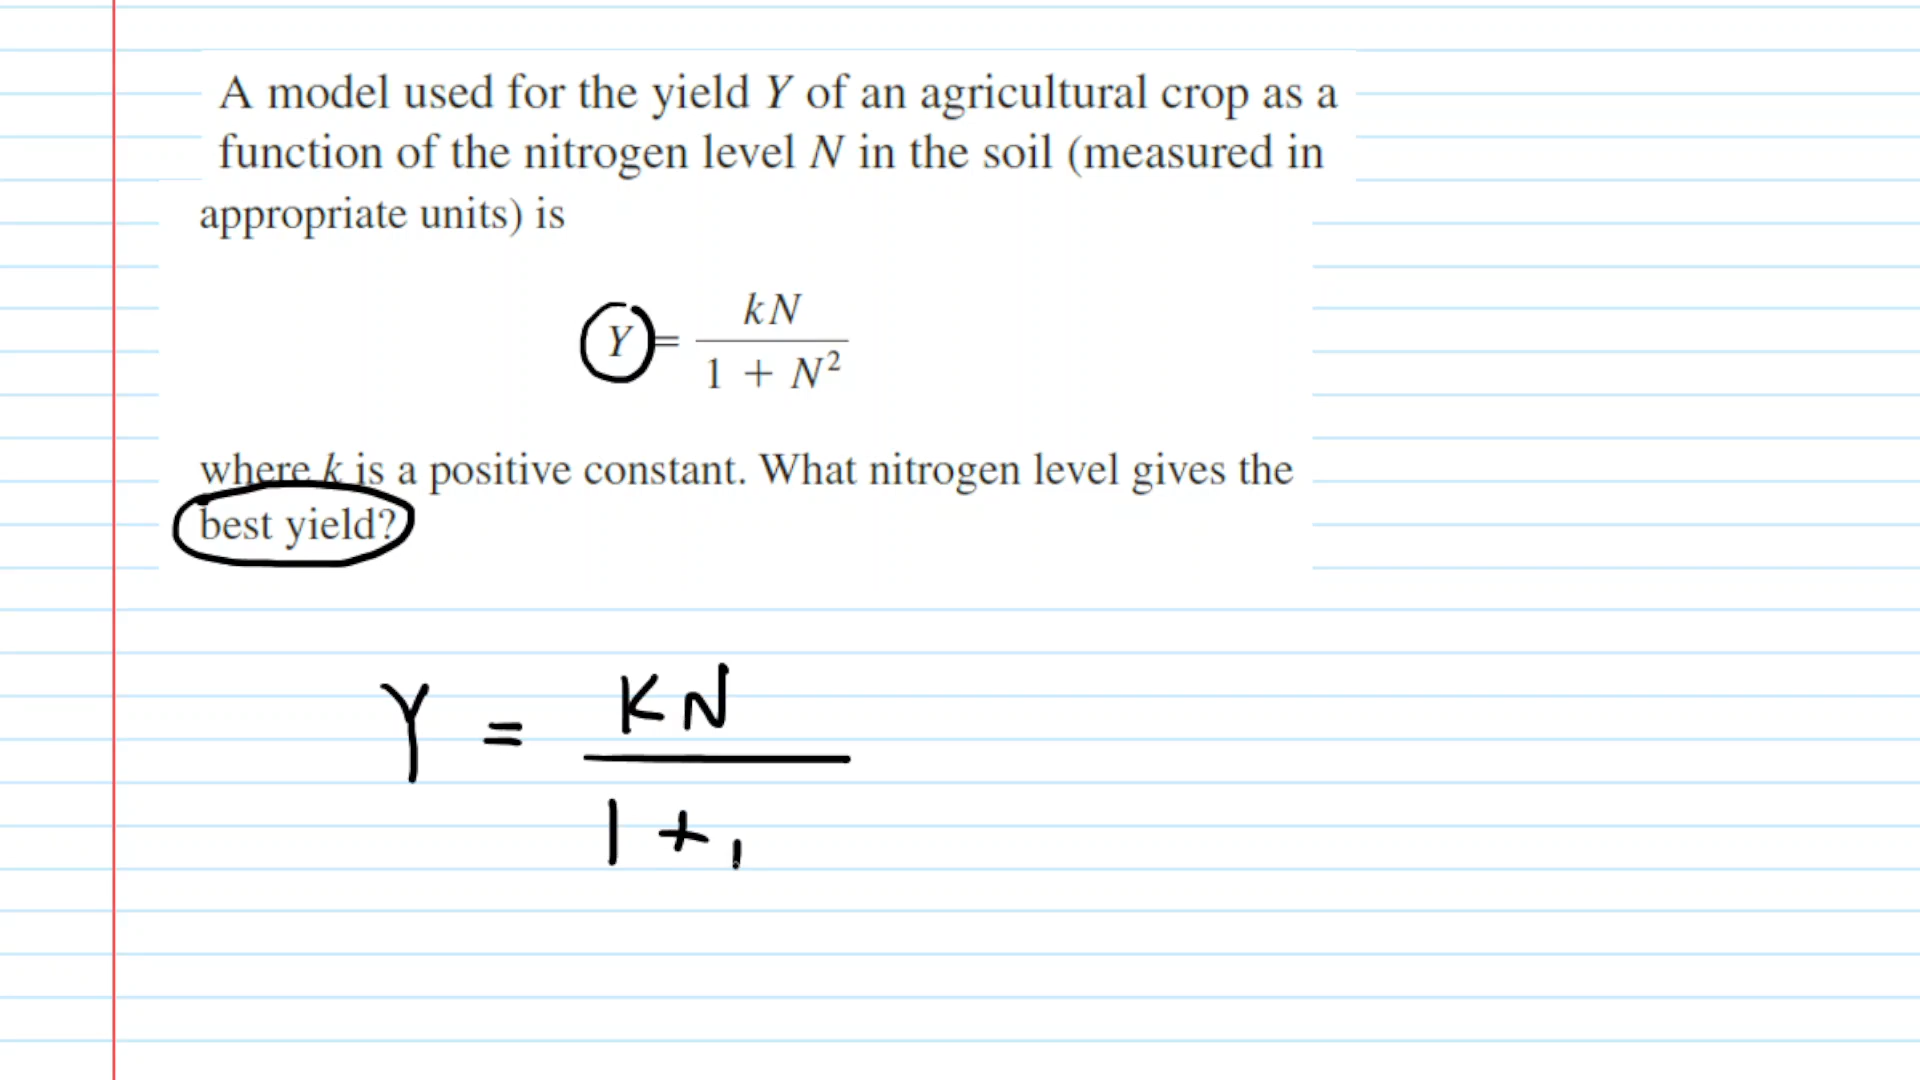 A model used for the yield Y of an agricultural crop as a
function of the nitrogen level N in the soil (measured in
appropriate units) is
Y = kN / 1 + N²
where k is a positive constant. What nitrogen level gives the
best yield?
Y = KN / 1 +